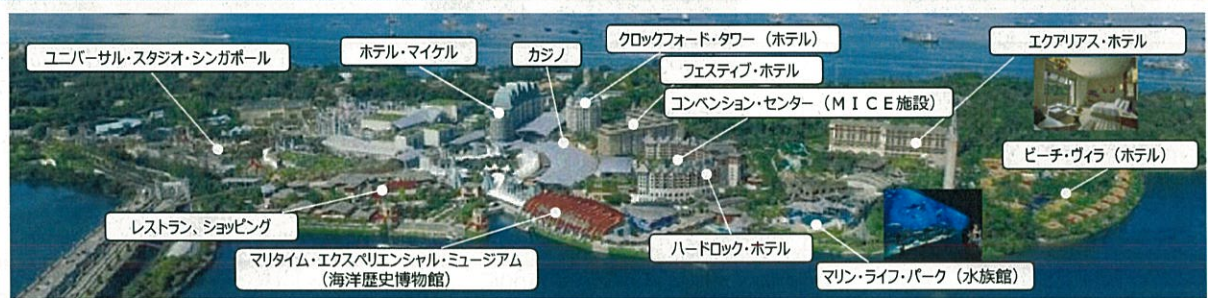 ユニバーサル・スタジオ・シンガポール
ホテル・マイケル
カジノ
クロックフォード・タワー（ホテル）
フェスティブ・ホテル
コンベンション・センター（ＭＩＣＥ施設）
エクアリアス・ホテル
ビーチ・ヴィラ（ホテル）
レストラン、ショッピング
マリタイム・エクスペリエンシャル・ミュージアム
（海洋歴史博物館）
ハードロック・ホテル
マリン・ライフ・パーク（水族館）